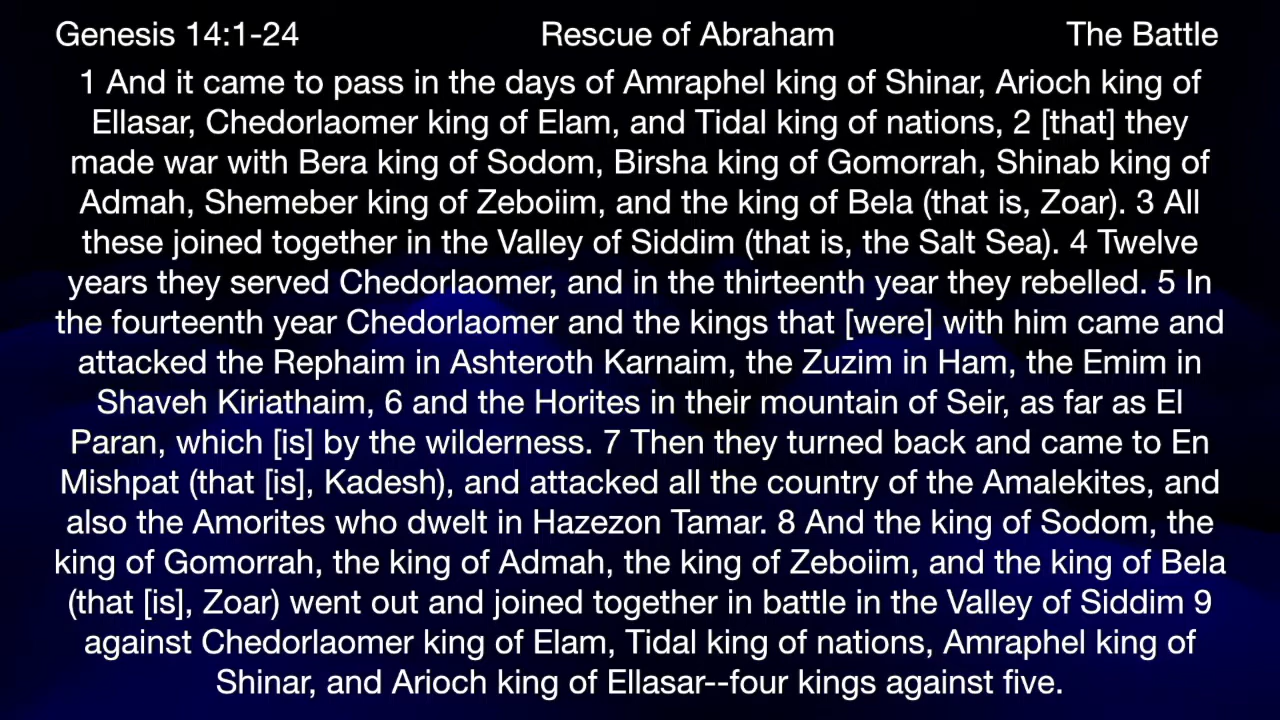 Genesis 14:1-24 Rescue of Abraham The Battle
1 And it came to pass in the days of Amraphel king of Shinar, Arioch king of
Ellasar, Chedorlaomer king of Elam, and Tidal king of nations, 2 [that] they
made war with Bera king of Sodom, Birsha king of Gomorrah, Shinab king of
Admah, Shemeber king of Zeboiim, and the king of Bela (that is, Zoar). 3 All
these joined together in the Valley of Siddim (that is, the Salt Sea). 4 Twelve
years they served Chedorlaomer, and in the thirteenth year they rebelled. 5 In
the fourteenth year Chedorlaomer and the kings that [were] with him came and
attacked the Rephaim in Ashteroth Karnaim, the Zuzim in Ham, the Emim in
Shaveh Kiriathaim, 6 and the Horites in their mountain of Seir, as far as El
Paran, which [is] by the wilderness. 7 Then they turned back and came to En
Mishpat (that [is], Kadesh), and attacked all the country of the Amalekites, and
also the Amorites who dwelt in Hazezon Tamar. 8 And the king of Sodom, the
king of Gomorrah, the king of Admah, the king of Zeboiim, and the king of Bela
(that [is], Zoar) went out and joined together in battle in the Valley of Siddim 9
against Chedorlaomer king of Elam, Tidal king of nations, Amraphel king of
Shinar, and Arioch king of Ellasar--four kings against five.